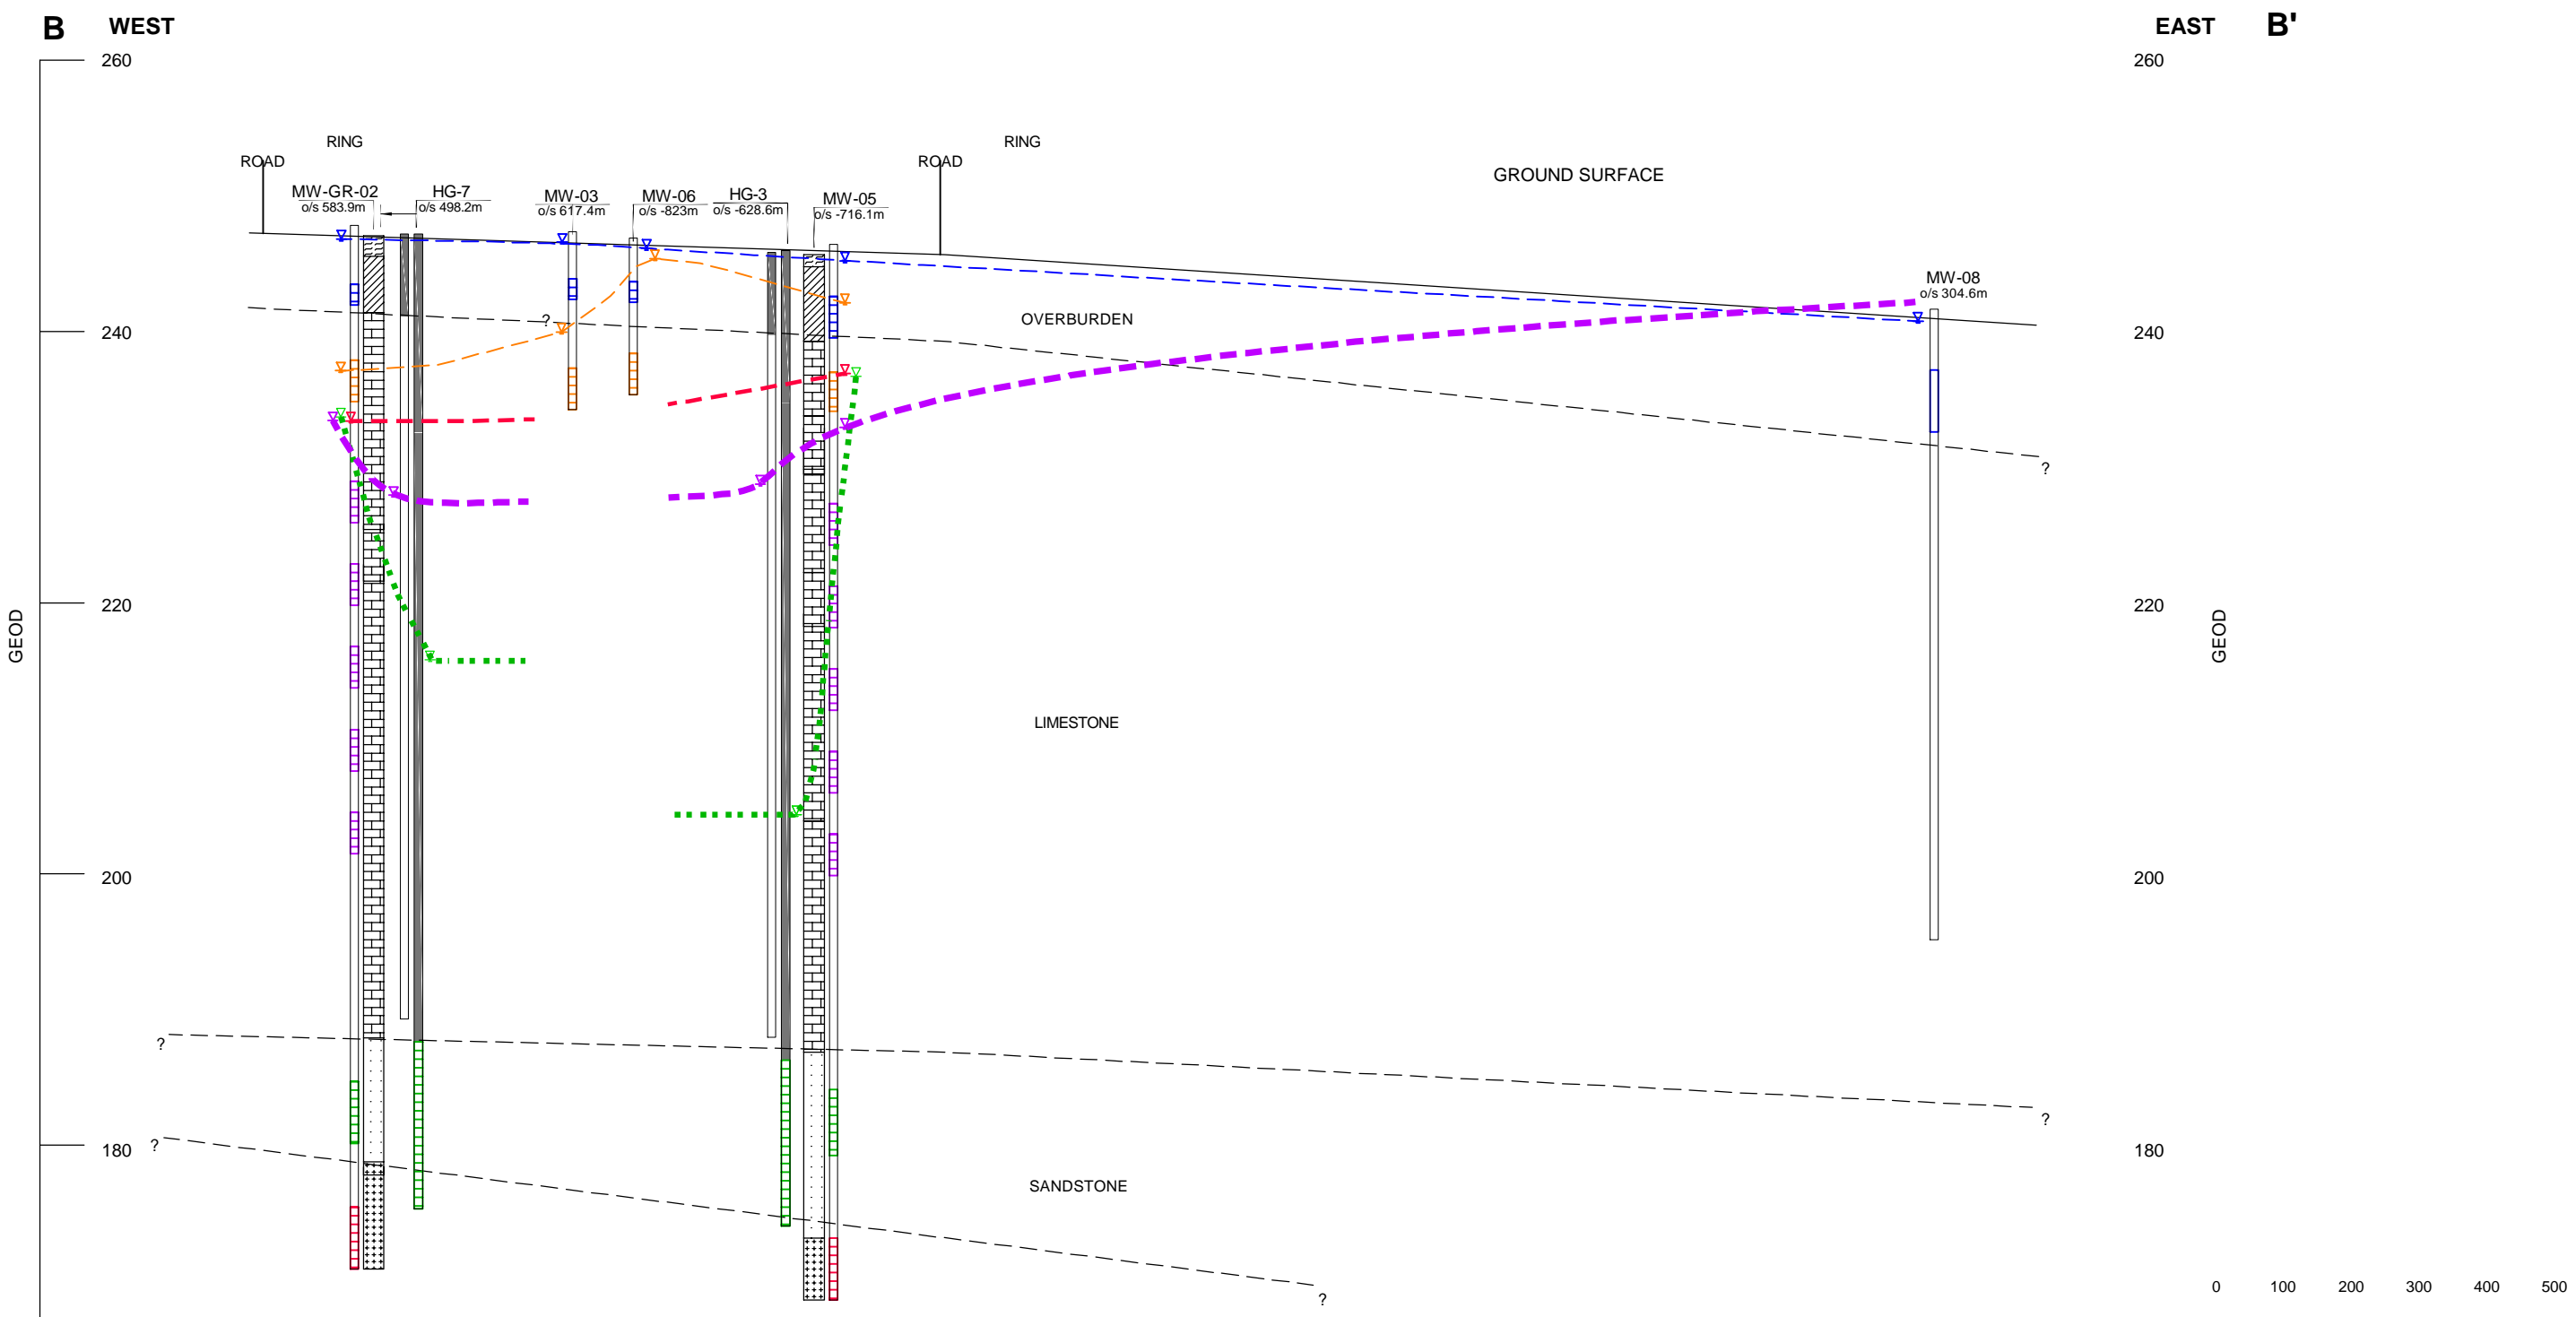 B WEST EAST B'
260 260
RING RING
ROAD ROAD
GROUND SURFACE
MW-GR-02 HG-7 MW-03 MW-06 HG-3 MW-05
o/s 583.9m o/s 498.2m o/s 617.4m o/s -823m o/s -628.6m o/s -716.1m
MW-08
o/s 304.6m
? OVERBURDEN
240 240
?
220 220
GEOD GEOD
LIMESTONE
200 200
?
?
180 180
?
SANDSTONE
0 100 200 300 400 500
?